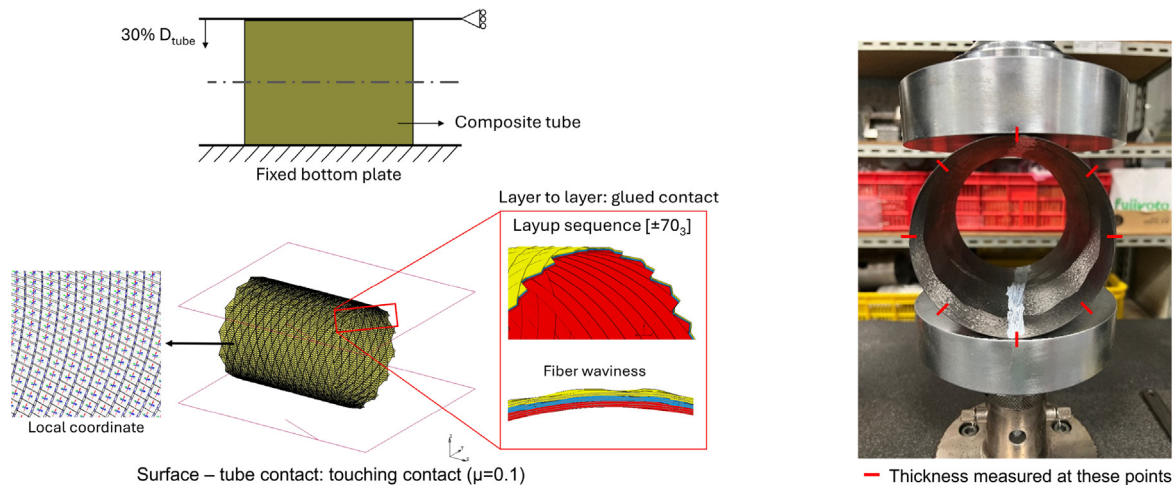 30% D_tube
Composite tube
Fixed bottom plate
Layer to layer: glued contact
Layup sequence [±70₃]
Fiber waviness
Local coordinate
Surface – tube contact: touching contact (μ=0.1)
Thickness measured at these points